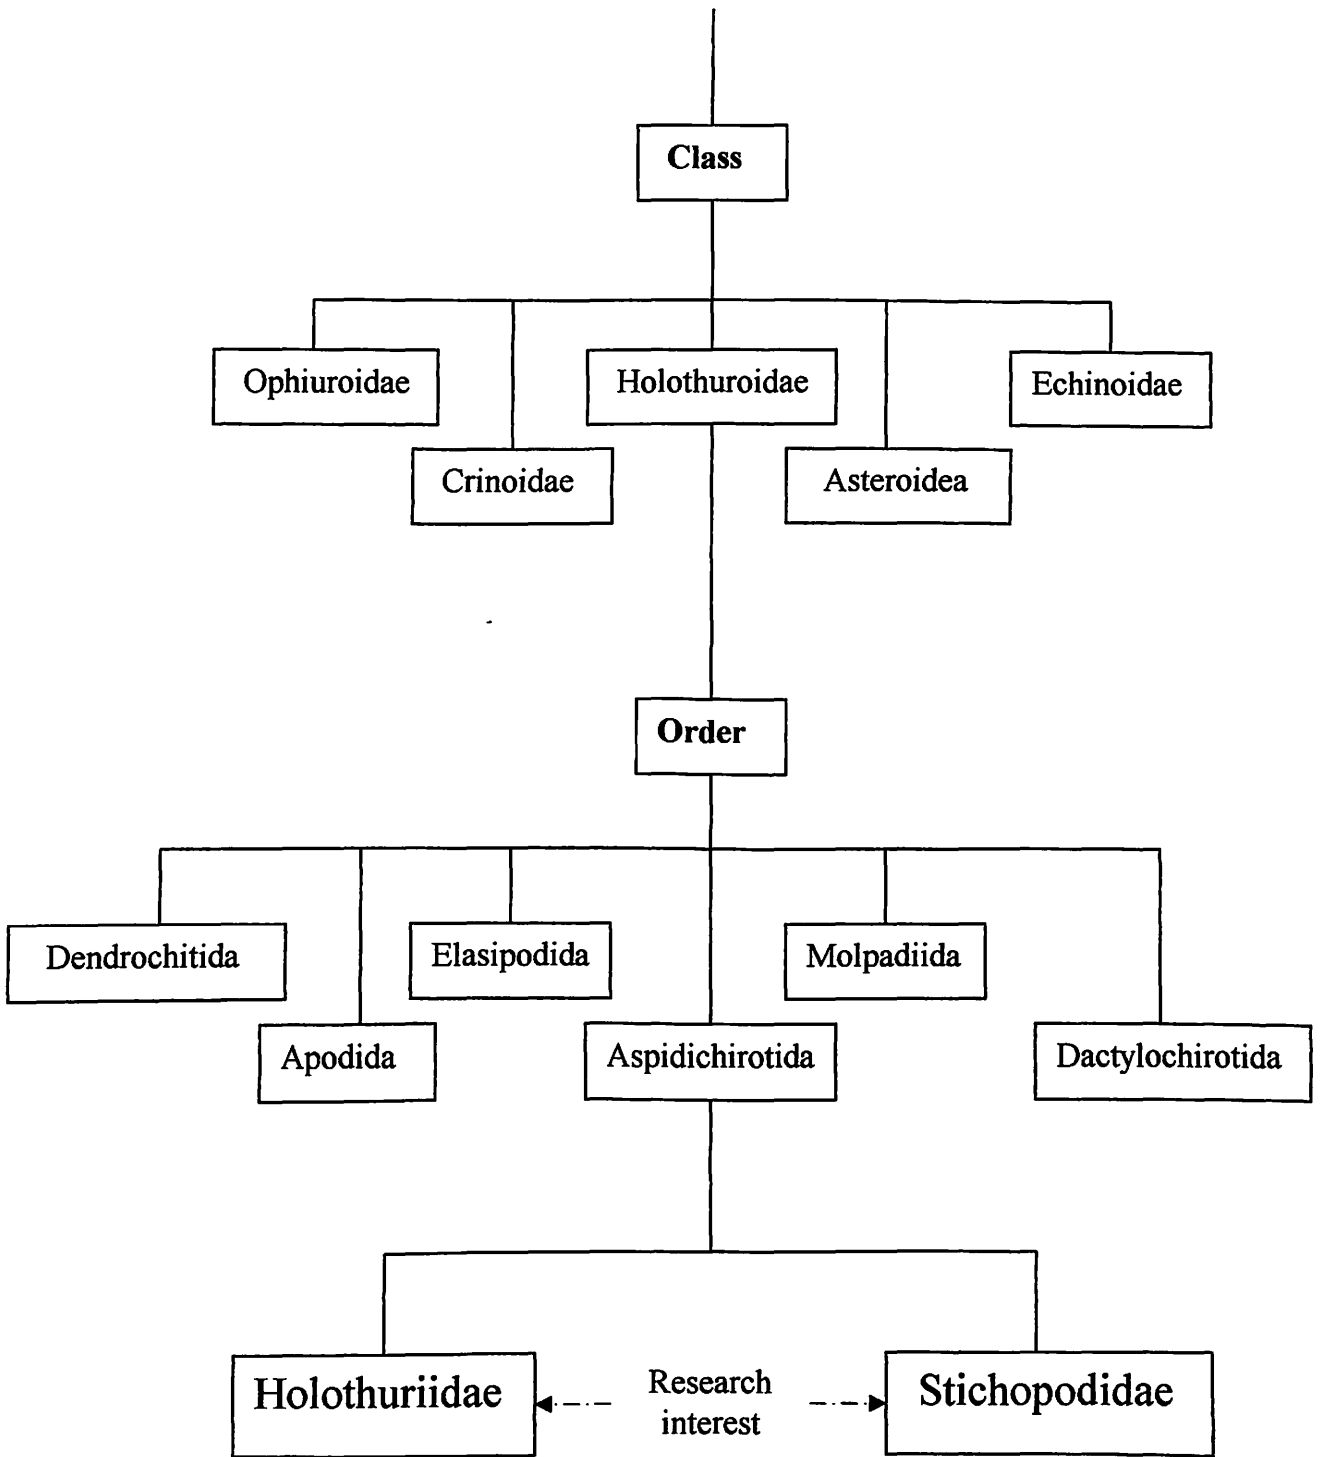 Class
Ophiuroidae
Holothuroidae
Echinoidae
Crinoidae
Asteroidea
Order
Dendrochitida
Elasipodida
Molpadiida
Apodida
Aspidichirotida
Dactylochirotida
Holothuriidae
Research
interest
Stichopodidae